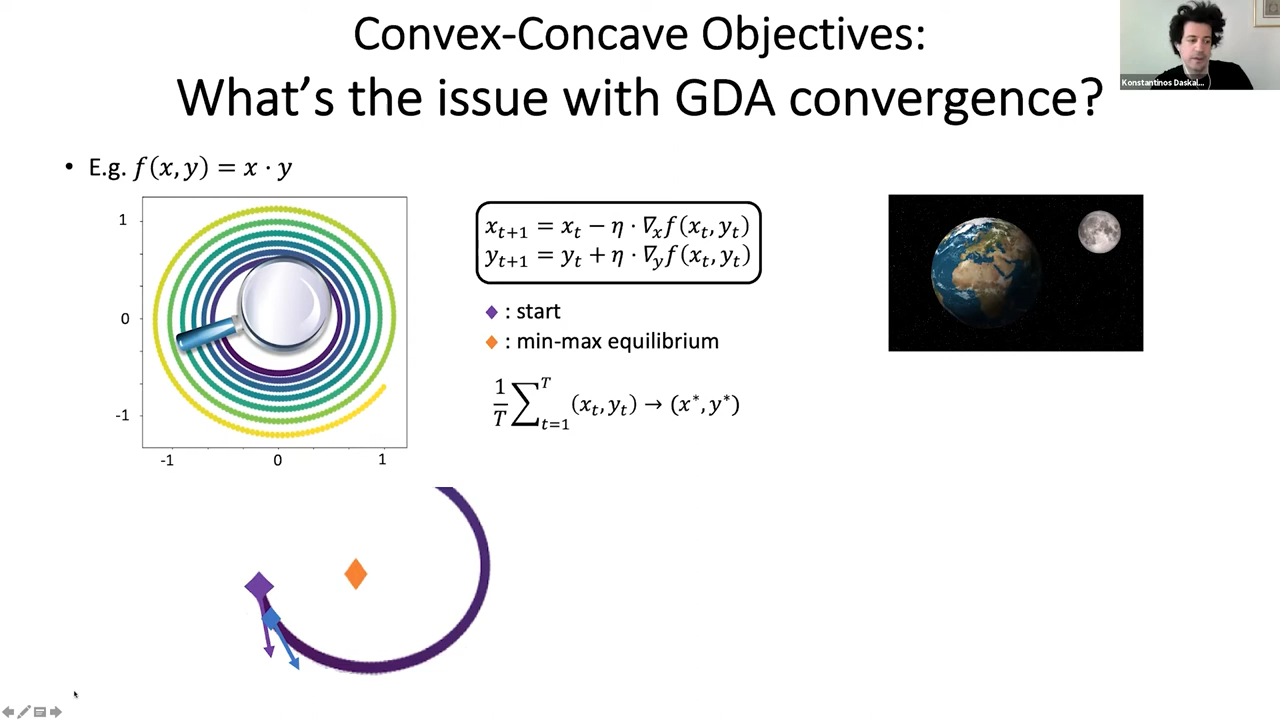 Convex-Concave Objectives:
What's the issue with GDA convergence?
Konstantinos Daskal...
• E.g. f(x, y) = x · y
1
0
-1
-1 0 1
x_{t+1} = x_t − η · ∇_x f(x_t, y_t)
y_{t+1} = y_t + η · ∇_y f(x_t, y_t)
: start
: min-max equilibrium
1/T ∑_{t=1}^{T} (x_t, y_t) → (x*, y*)